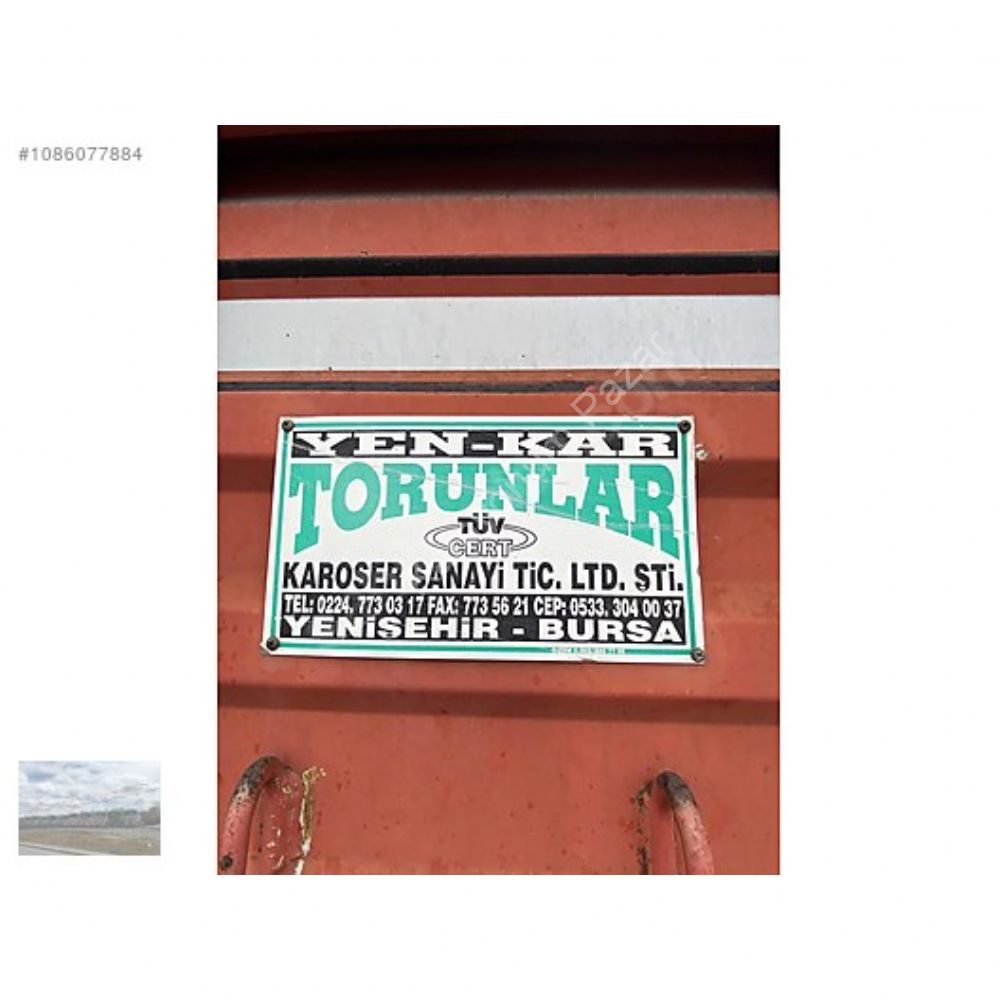 #1086077884
YEN-KAR
TORUNLAR
TÜV
CERT
KAROSER SANAYİ TİC. LTD. ŞTİ.
TEL: 0224. 773 03 17 FAX: 773 56 21 CEP: 0533. 304 00 37
YENİŞEHİR - BURSA
Pazar